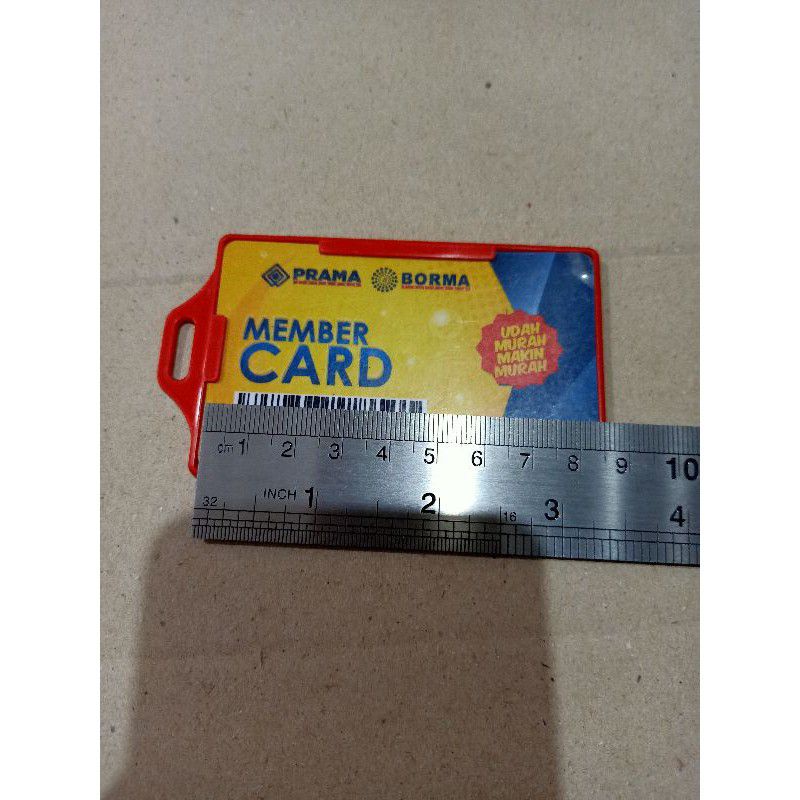 PRAMA BORMA
MEMBER
CARD
UDAH
MURAH
MAKIN
MURAH
cm 1 2 3 4 5 6 7 8 9 10
INCH 1 2 3 4
32 16